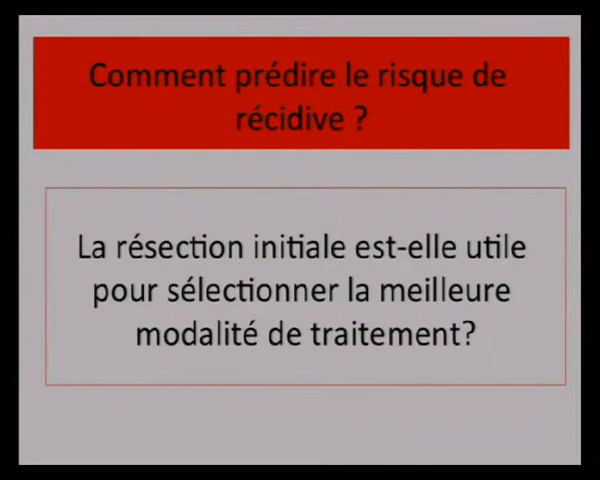 Comment prédire le risque de
récidive ?
La résection initiale est-elle utile
pour sélectionner la meilleure
modalité de traitement?